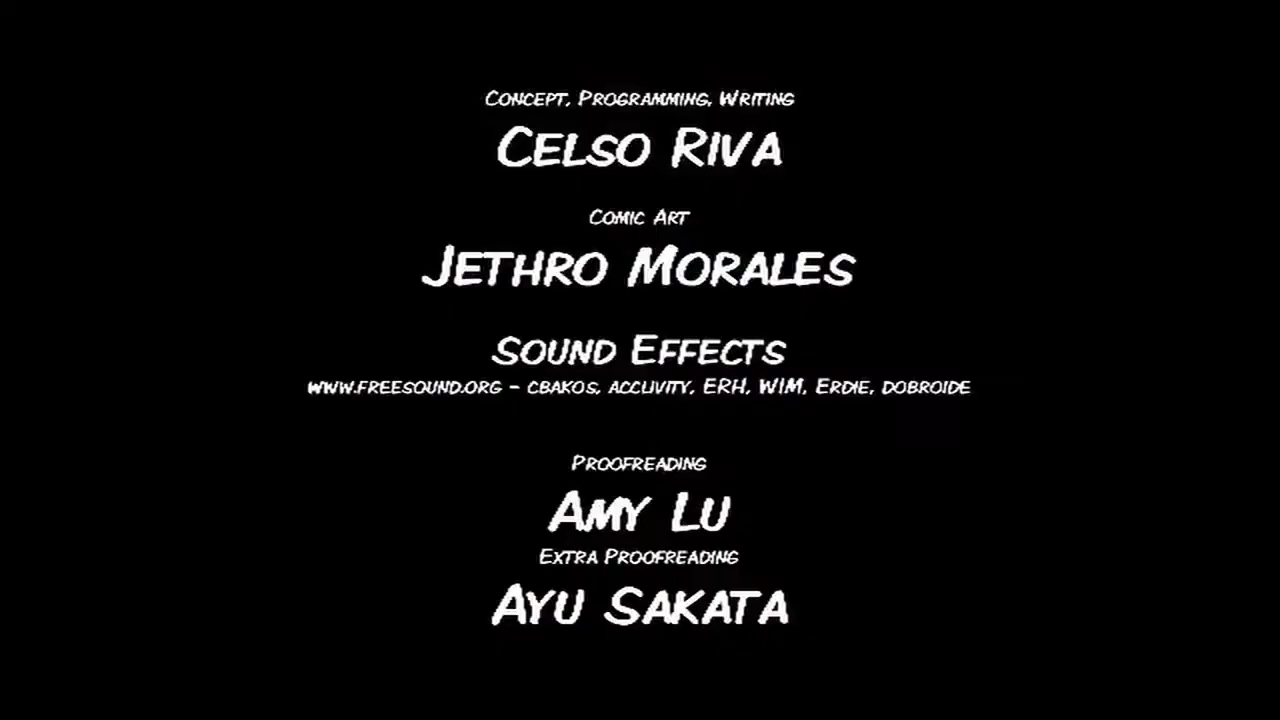 Concept, Programming, Writing
Celso Riva
Comic Art
Jethro Morales
Sound Effects
www.freesound.org - cbakos, acclivity, ERH, WIM, Erdie, dobroide
Proofreading
Amy Lu
Extra Proofreading
Ayu Sakata